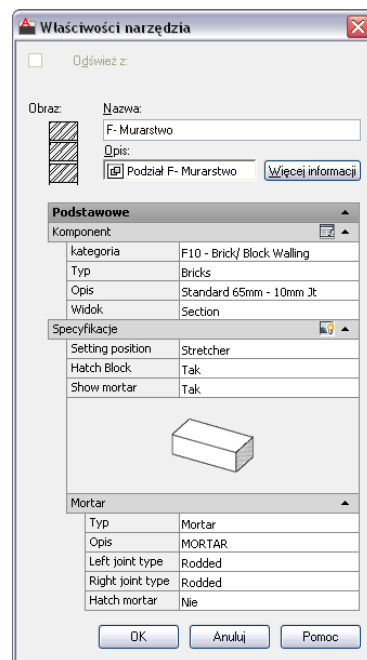 Właściwości narzędzia
Odśwież z:
Obraz: Nazwa:
F- Murarstwo
Opis:
Podział F- Murarstwo Więcej informacji
Podstawowe
Komponent
kategoria F10 - Brick/ Block Walling
Typ Bricks
Opis Standard 65mm - 10mm Jt
Widok Section
Specyfikacje
Setting position Stretcher
Hatch Block Tak
Show mortar Tak
Mortar
Typ Mortar
Opis MORTAR
Left joint type Rodded
Right joint type Rodded
Hatch mortar Nie
OK Anuluj Pomoc